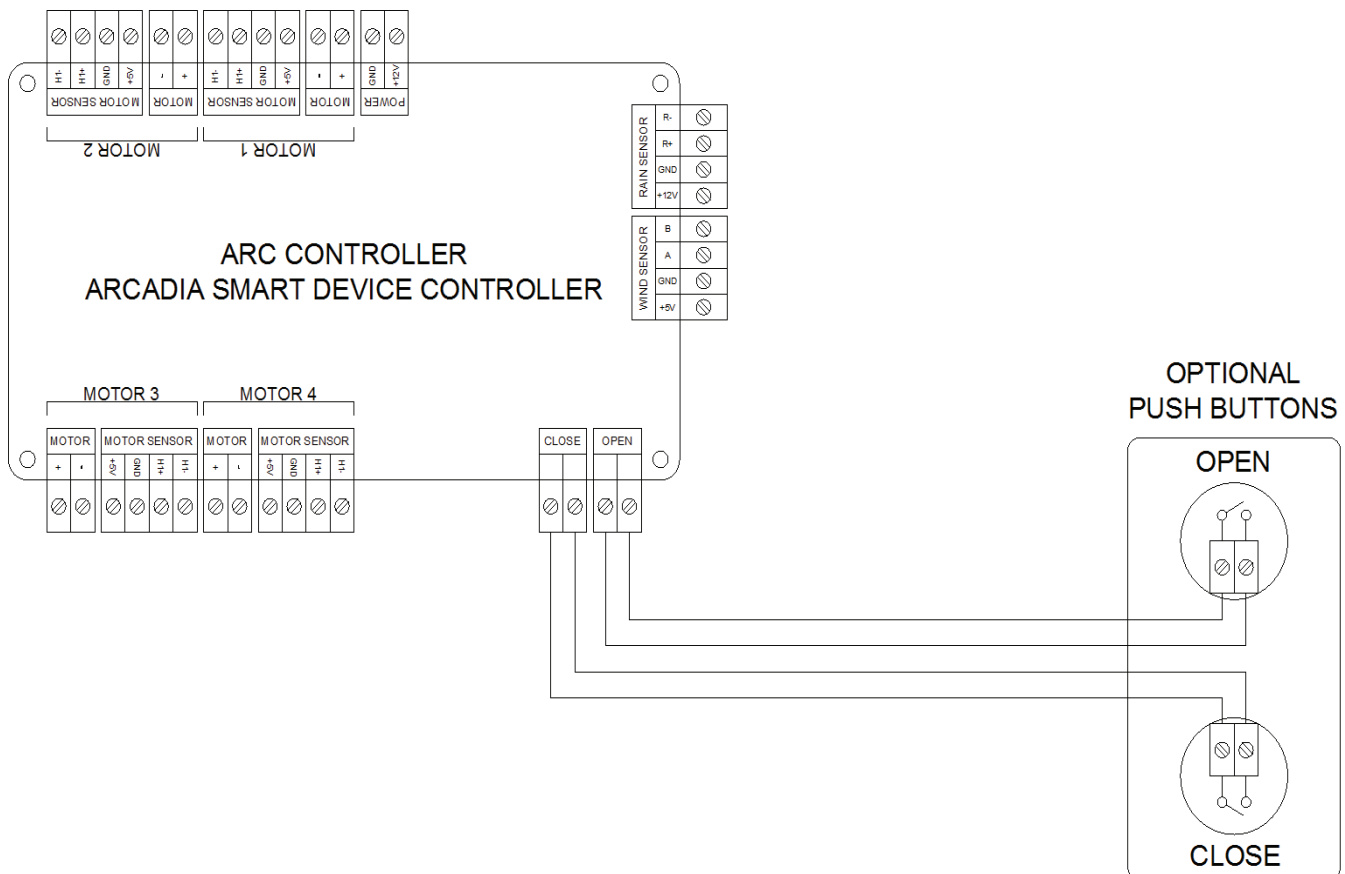 H1- H1+ GND +5V - + H1- H1+ GND +5V - + GND +12V
MOTOR SENSOR MOTOR MOTOR SENSOR MOTOR POWER
MOTOR 2 MOTOR 1
RAIN SENSOR
R-
R+
GND
+12V
WIND SENSOR
B
A
GND
+5V
ARC CONTROLLER
ARCADIA SMART DEVICE CONTROLLER
MOTOR 3 MOTOR 4
MOTOR MOTOR SENSOR MOTOR MOTOR SENSOR CLOSE OPEN
+ - +5V GND H1+ H1- + - +5V GND H1+ H1-
OPTIONAL
PUSH BUTTONS
OPEN
CLOSE